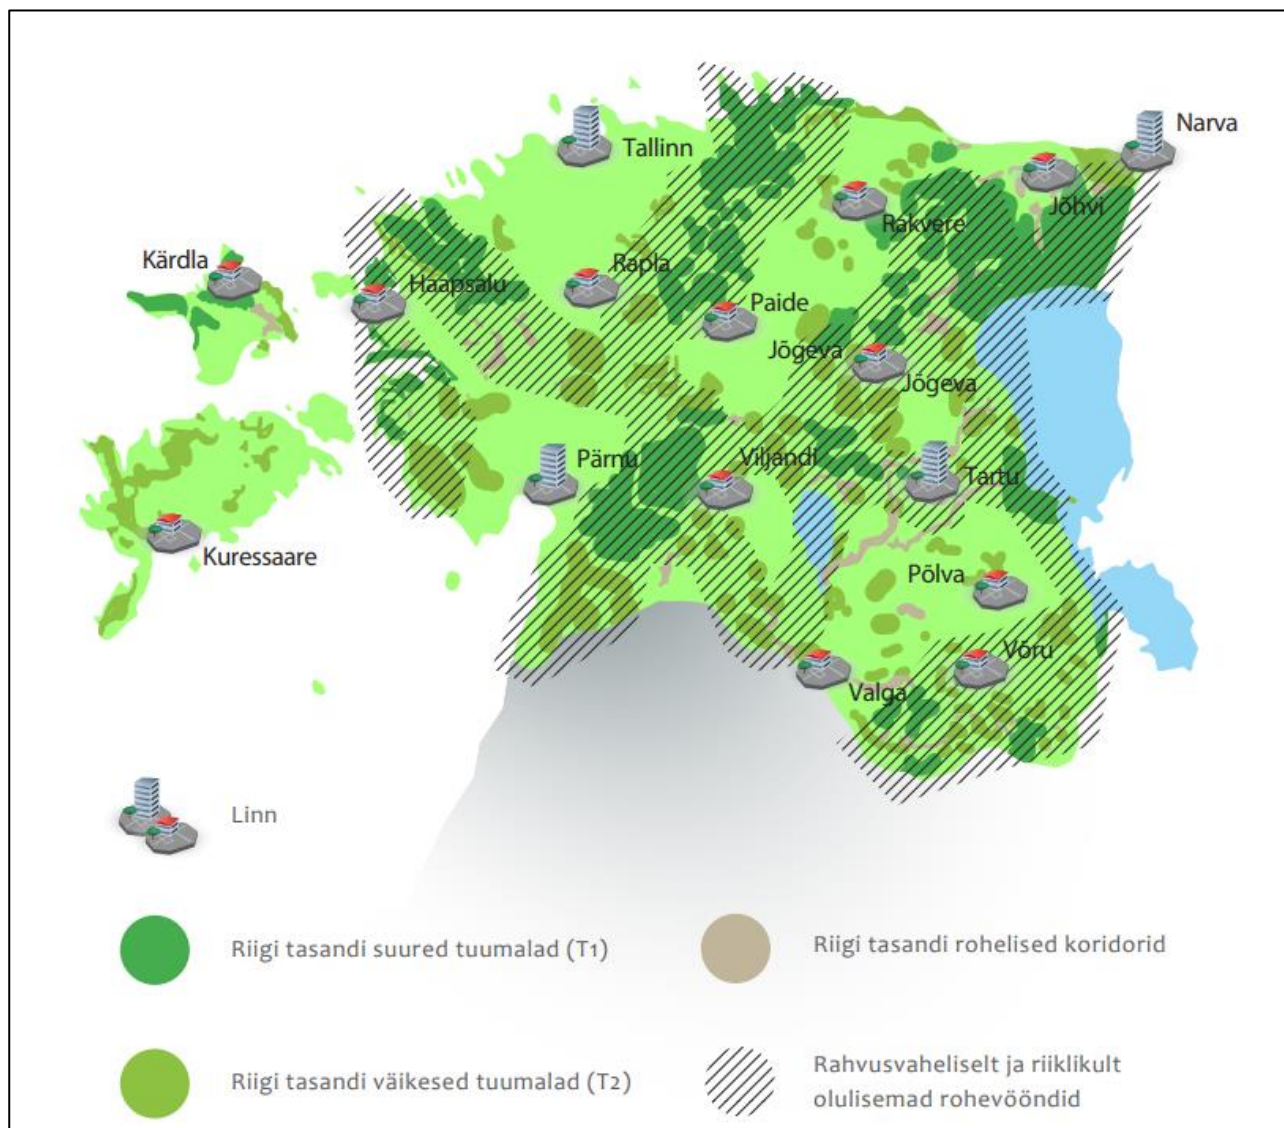 Narva
Tallinn
Jõhvi
Rakvere
Kärdla
Rapla
Haapsalu
Paide
Jõgeva
Jõgeva
Pärnu
Viljandi
Tartu
Kuressaare
Põlva
Võru
Valga
Linn
Riigi tasandi suured tuumalad (T1)
Riigi tasandi rohelised koridorid
Riigi tasandi väikesed tuumalad (T2)
Rahvusvaheliselt ja riiklikult
olulisemad rohevööndid